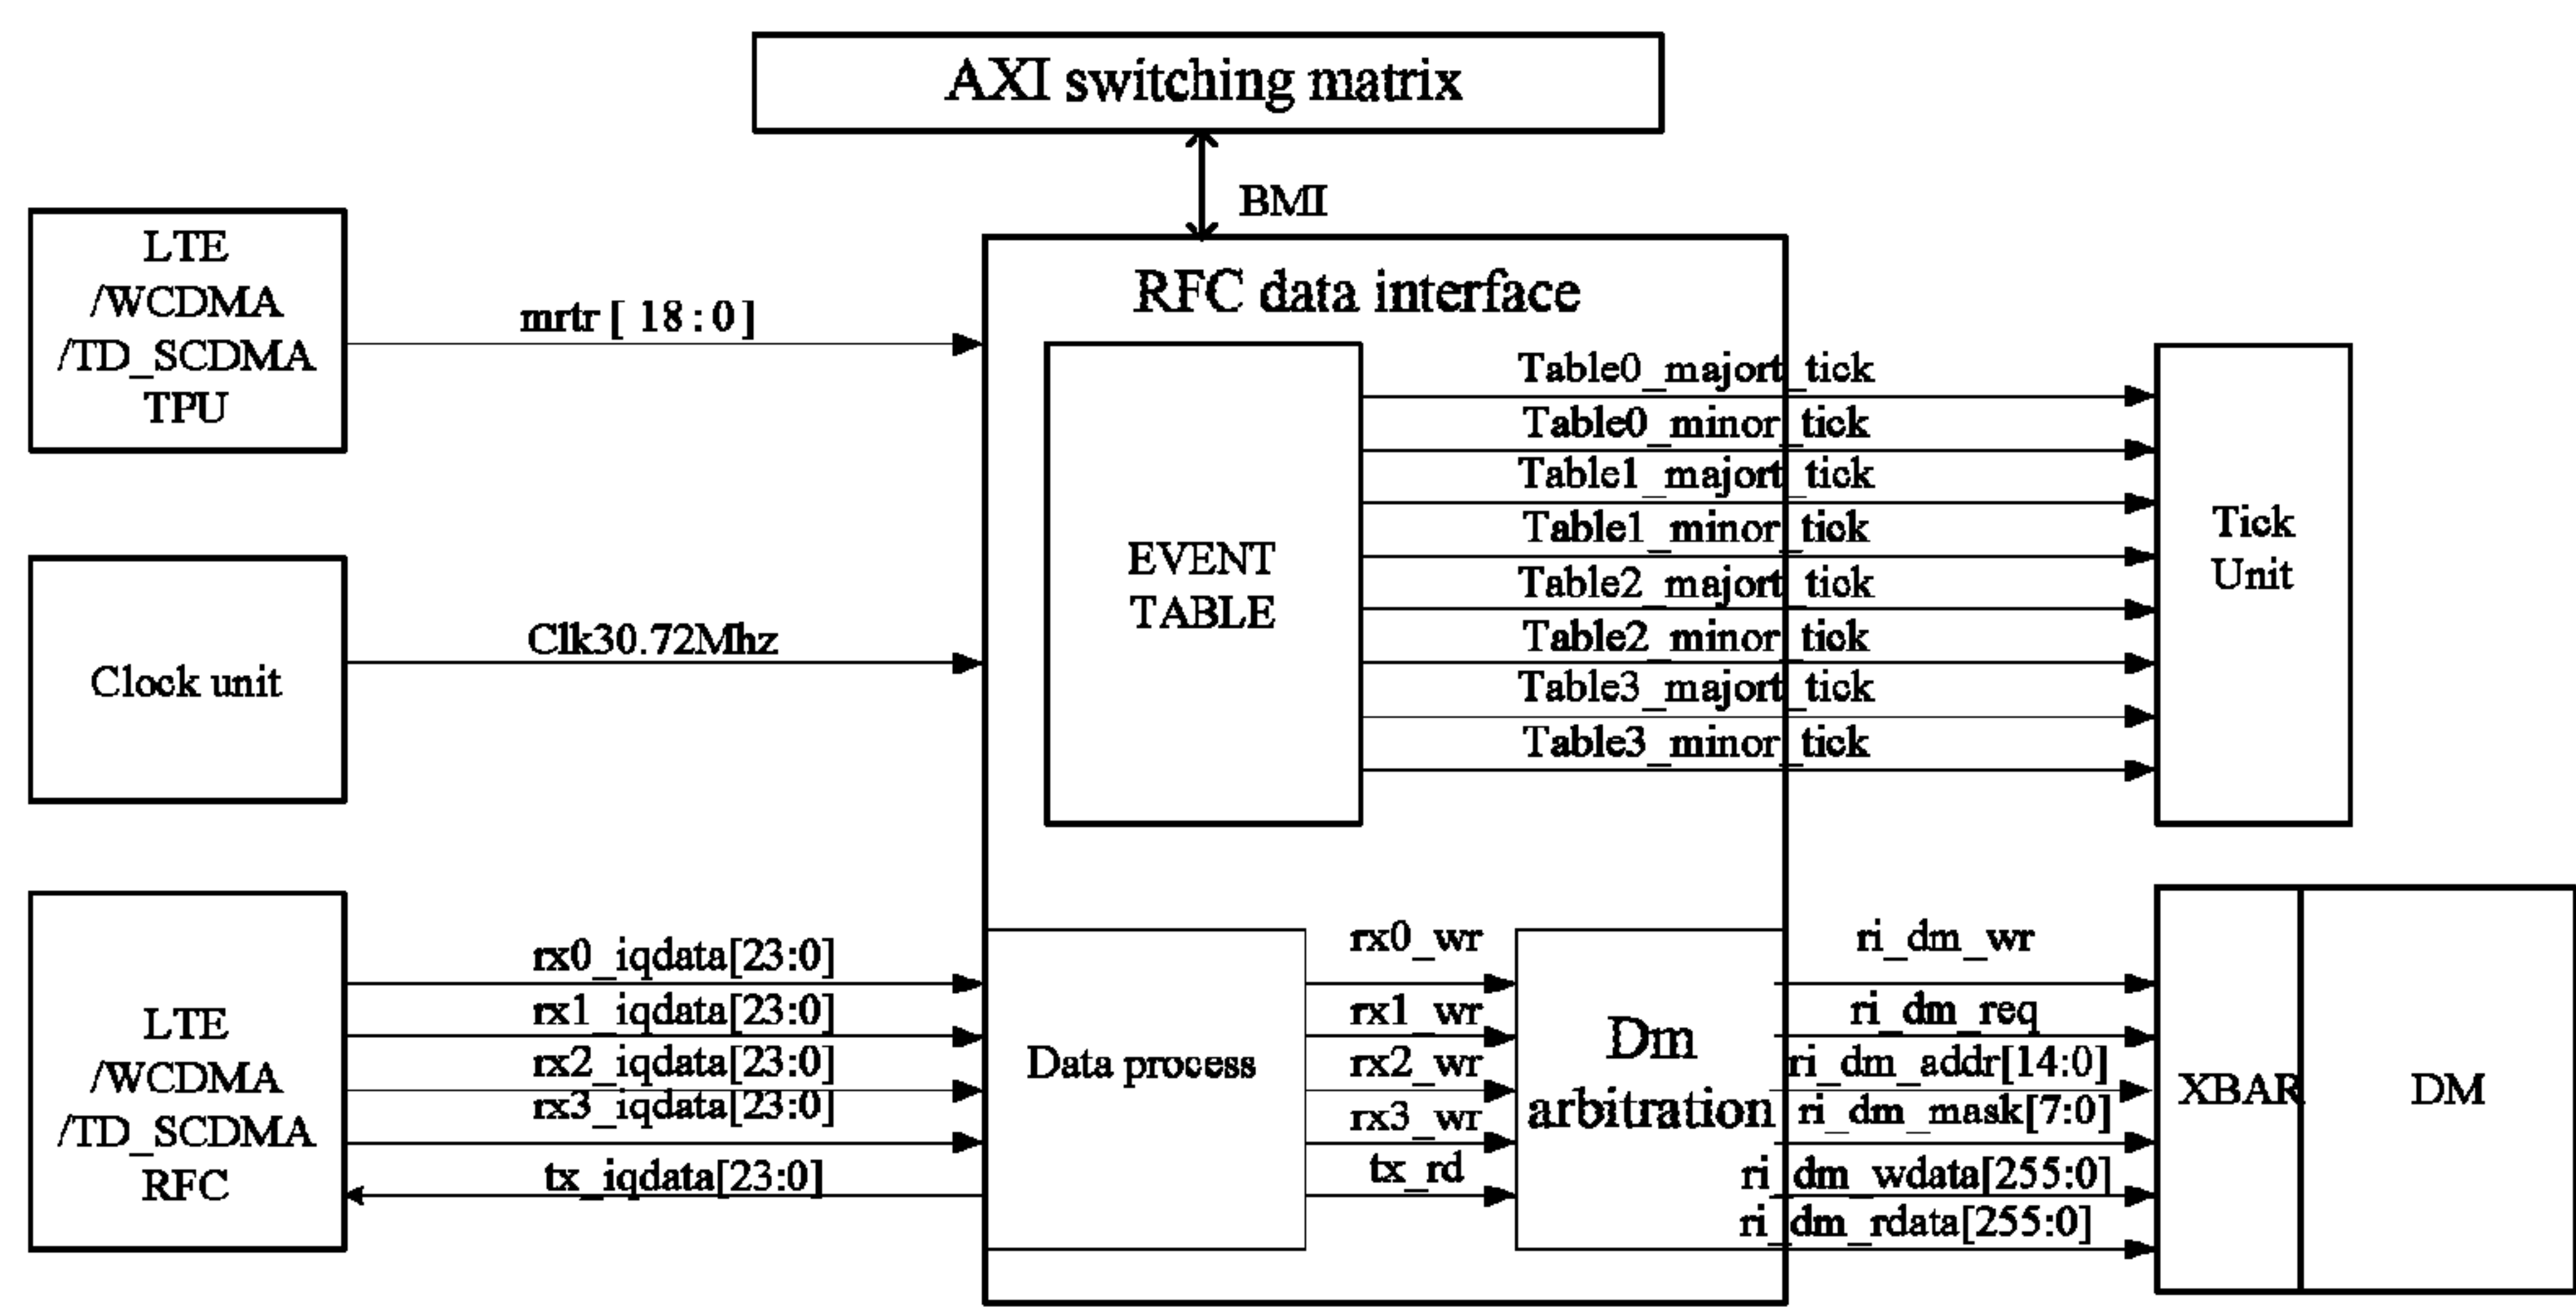 AXI switching matrix
BMI
LTE
/WCDMA
/TD_SCDMA
TPU
mrtr [ 18 : 0 ]
RFC data interface
EVENT
TABLE
Table0_majort_tick
Table0_minor_tick
Table1_majort_tick
Table1_minor_tick
Table2_majort_tick
Table2_minor_tick
Table3_majort_tick
Table3_minor_tick
Tick
Unit
Clock unit
Clk30.72Mhz
LTE
/WCDMA
/TD_SCDMA
RFC
rx0_iqdata[23:0]
rx1_iqdata[23:0]
rx2_iqdata[23:0]
rx3_iqdata[23:0]
tx_iqdata[23:0]
Data process
rx0_wr
rx1_wr
rx2_wr
rx3_wr
tx_rd
Dm
arbitration
ri_dm_wr
ri_dm_req
ri_dm_addr[14:0]
ri_dm_mask[7:0]
ri_dm_wdata[255:0]
ri_dm_rdata[255:0]
XBAR
DM